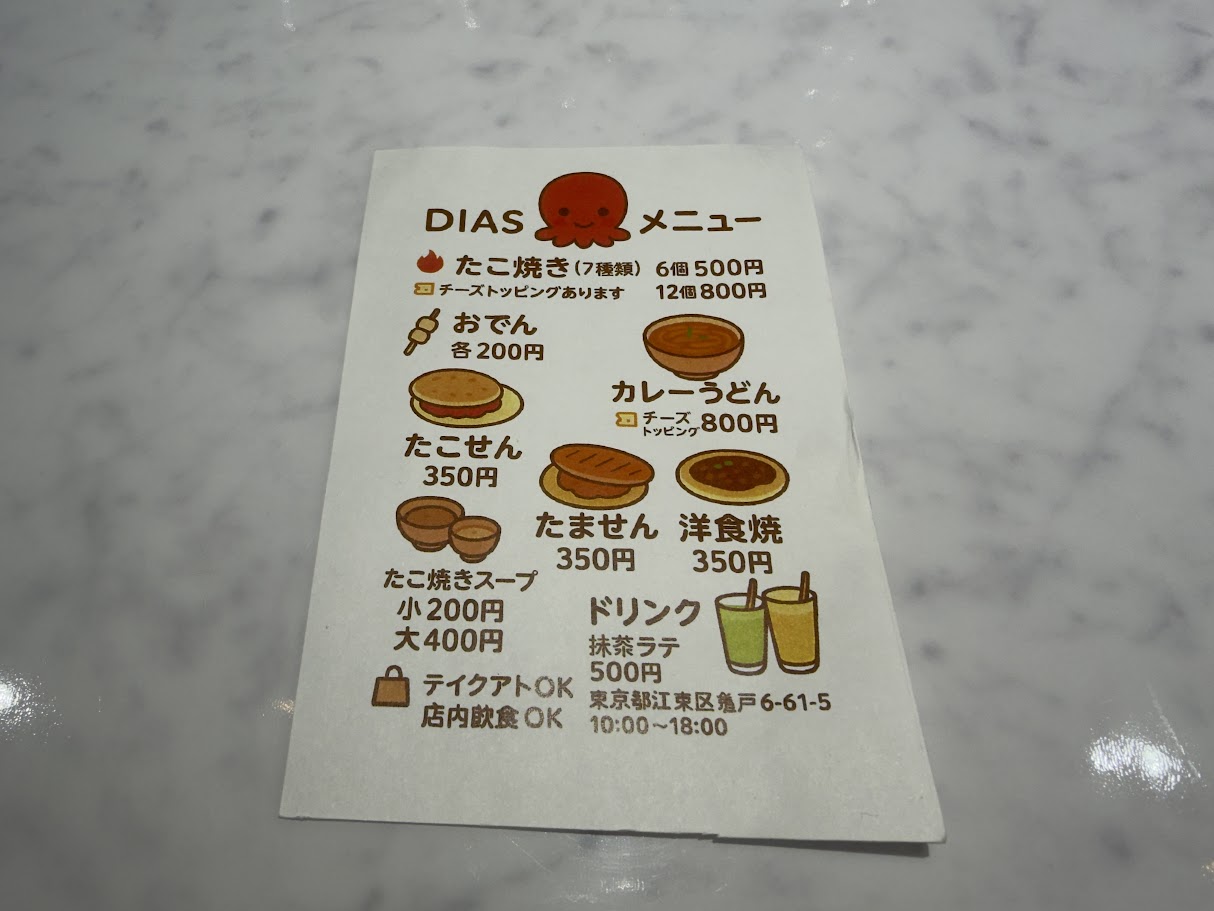 DIAS メニュー
たこ焼き(7種類) 6個 500円
チーズトッピングあります 12個 800円
おでん
各 200円
カレーうどん
チーズ
トッピング 800円
たこせん
350円
たません
350円
洋食焼
350円
たこ焼きスープ
小 200円
大 400円
ドリンク
抹茶ラテ
500円
テイクアトOK
店内飲食 OK
東京都江東区亀戸 6-61-5
10:00～18:00